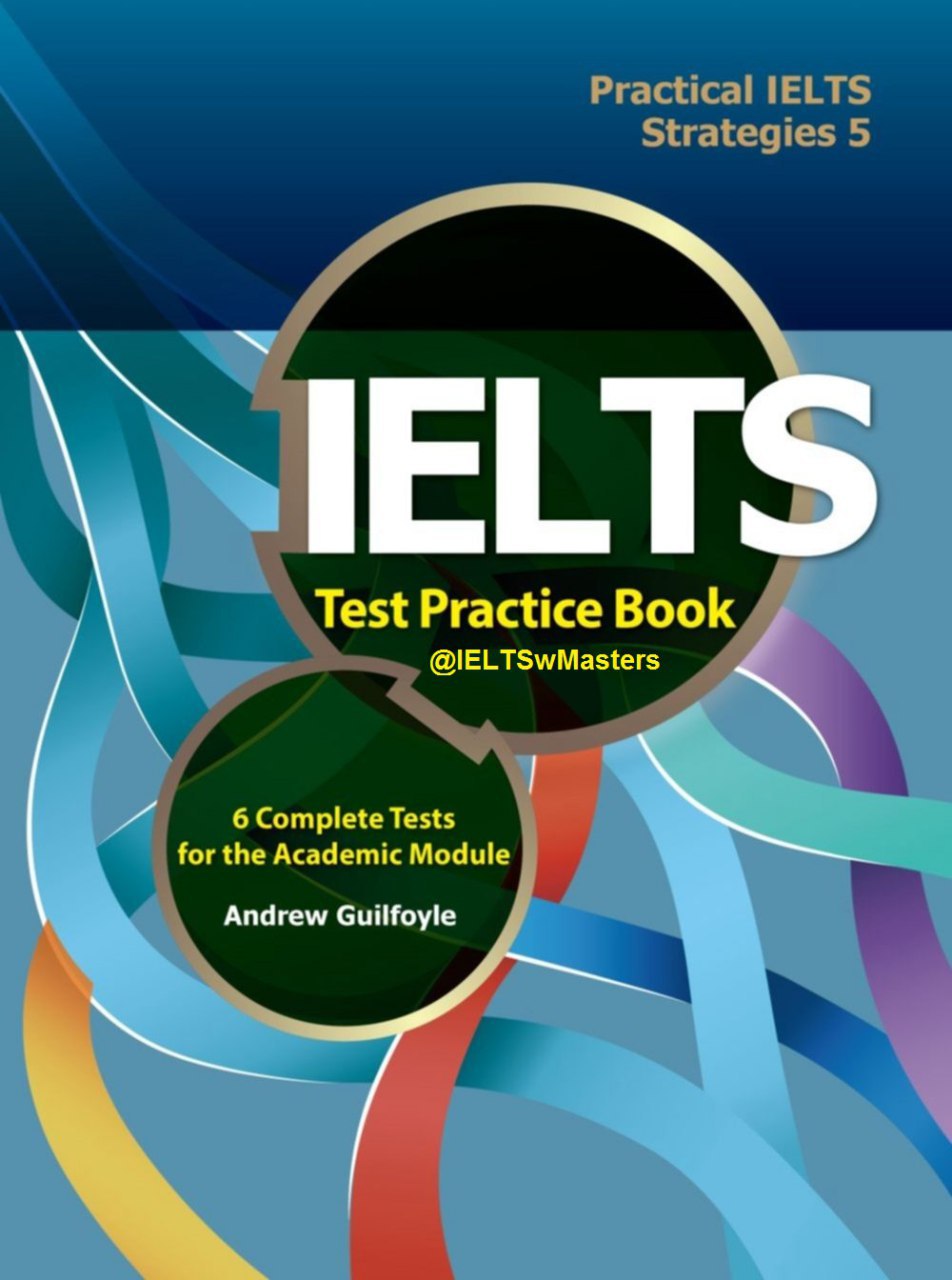 Practical IELTS
Strategies 5
IELTS
Test Practice Book
@IELTSwMasters
6 Complete Tests
for the Academic Module
Andrew Guilfoyle